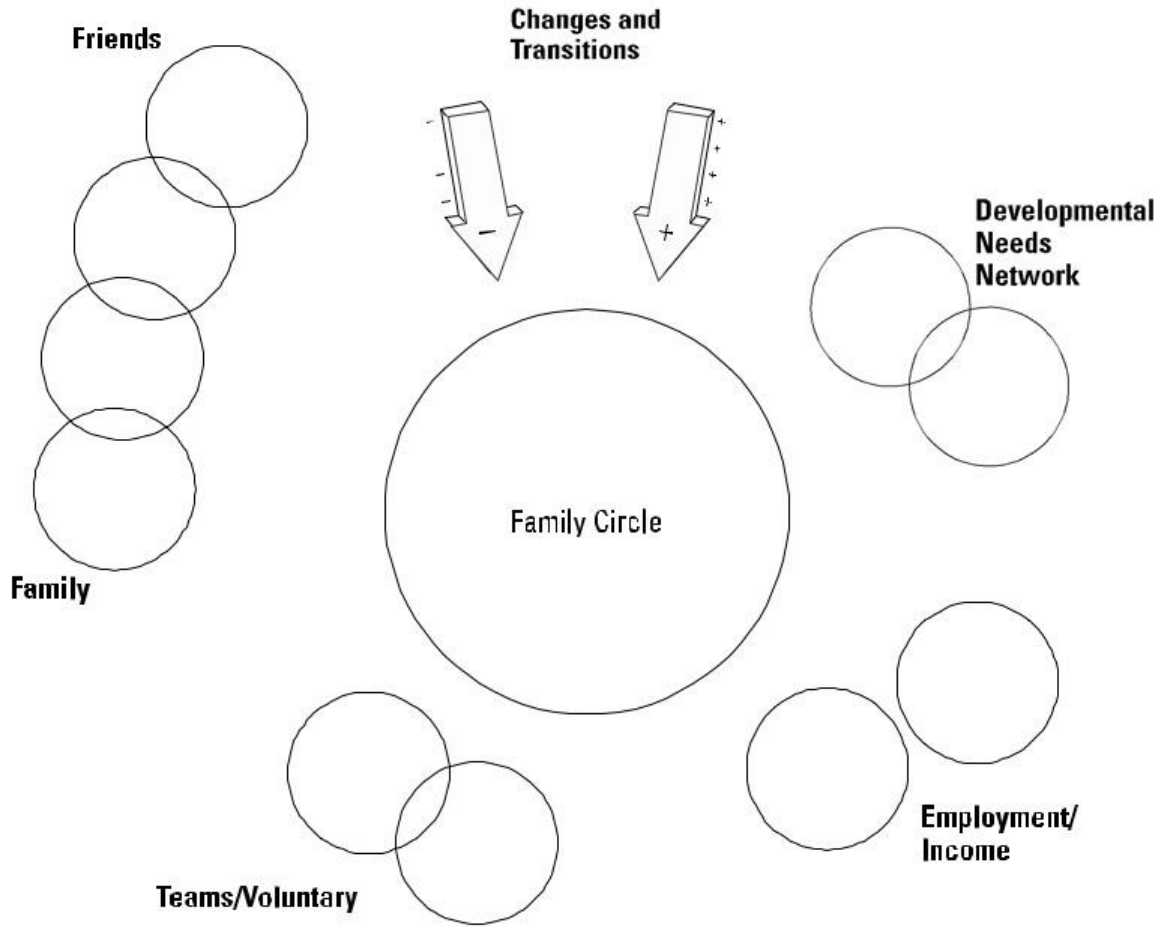 Friends
Changes and
Transitions
-
-
-
-
+
+
+
+
+
Developmental
Needs
Network
Family Circle
Family
Employment/
Income
Teams/Voluntary